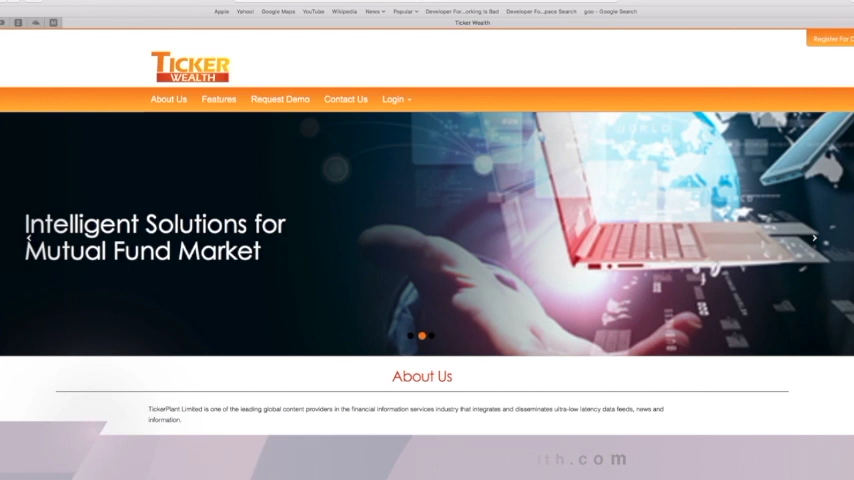 Apple Yahoo! Google Maps YouTube Wikipedia News Popular Developer For...orking is Bad Developer Fo...pace Search goo - Google Search
Ticker Wealth
Register For D
TICKER
WEALTH
About Us Features Request Demo Contact Us Login
WORLD
Intelligent Solutions for
Mutual Fund Market
About Us
TickerPlant Limited is one of the leading global content providers in the financial information services industry that integrates and disseminates ultra-low latency data feeds, news and
information.
ith.com